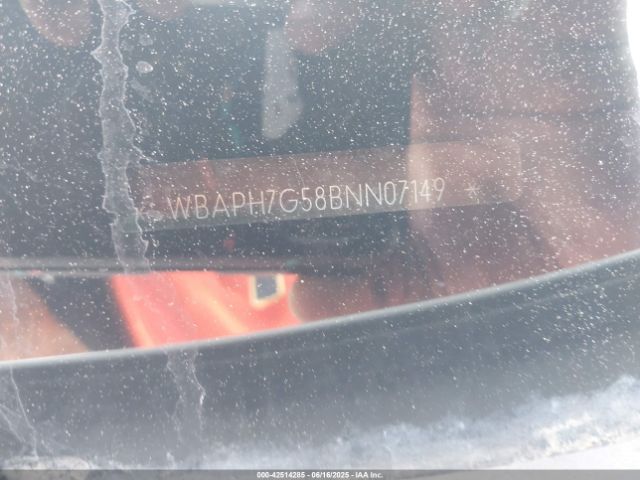 * WBAPH7G58BNN07149 *
000-42514285 - 06/16/2025 - IAA Inc.